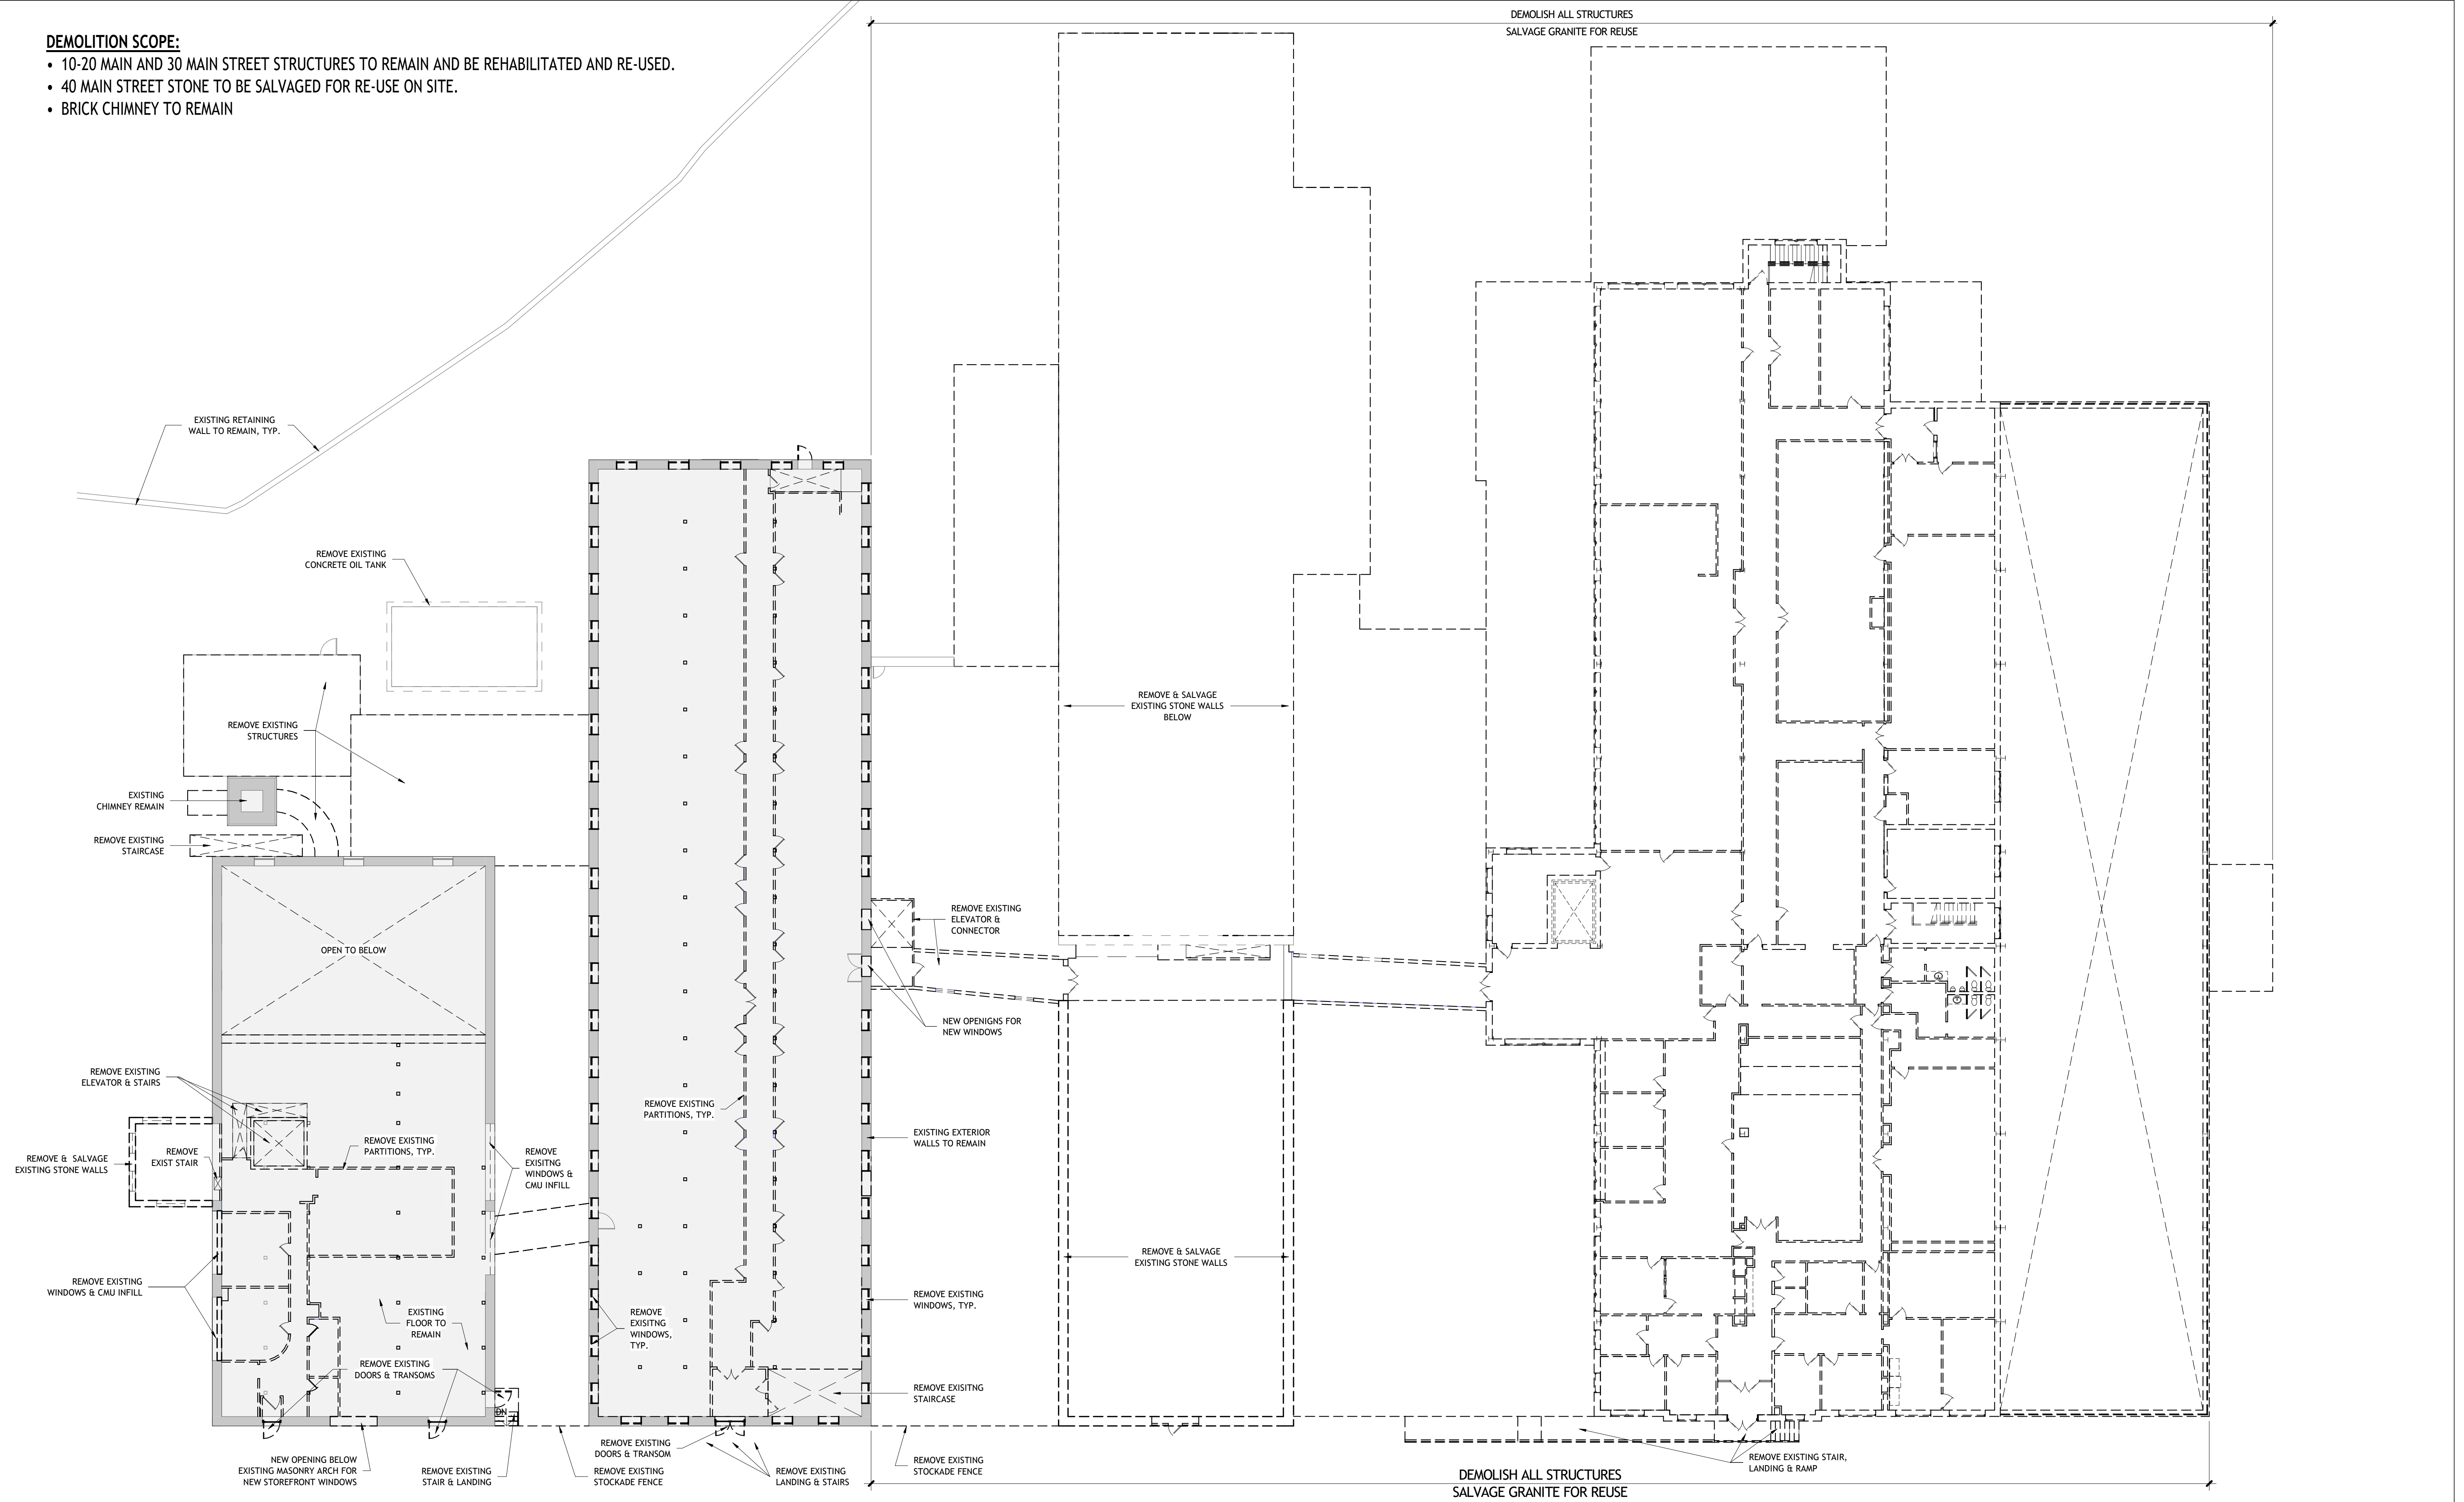 DEMOLISH ALL STRUCTURES
SALVAGE GRANITE FOR REUSE
DEMOLITION SCOPE:
• 10-20 MAIN AND 30 MAIN STREET STRUCTURES TO REMAIN AND BE REHABILITATED AND RE-USED.
• 40 MAIN STREET STONE TO BE SALVAGED FOR RE-USE ON SITE.
• BRICK CHIMNEY TO REMAIN
EXISTING RETAINING
WALL TO REMAIN, TYP.
REMOVE EXISTING
CONCRETE OIL TANK
REMOVE EXISTING
STRUCTURES
REMOVE & SALVAGE
EXISTING STONE WALLS
BELOW
EXISTING
CHIMNEY REMAIN
REMOVE EXISTING
STAIRCASE
OPEN TO BELOW
REMOVE EXISTING
ELEVATOR &
CONNECTOR
NEW OPENIGNS FOR
NEW WINDOWS
REMOVE EXISTING
ELEVATOR & STAIRS
REMOVE EXISTING
PARTITIONS, TYP.
REMOVE & SALVAGE
EXISTING STONE WALLS
REMOVE
EXIST STAIR
REMOVE EXISTING
PARTITIONS, TYP.
REMOVE
EXISITNG
WINDOWS &
CMU INFILL
EXISTING EXTERIOR
WALLS TO REMAIN
REMOVE & SALVAGE
EXISTING STONE WALLS
REMOVE EXISTING
WINDOWS & CMU INFILL
EXISTING
FLOOR TO
REMAIN
REMOVE
EXISITNG
WINDOWS,
TYP.
REMOVE EXISTING
WINDOWS, TYP.
REMOVE EXISTING
DOORS & TRANSOMS
REMOVE EXISITNG
STAIRCASE
DN
REMOVE EXISTING
DOORS & TRANSOM
NEW OPENING BELOW
EXISTING MASONRY ARCH FOR
NEW STOREFRONT WINDOWS
REMOVE EXISTING
STAIR & LANDING
REMOVE EXISTING
STOCKADE FENCE
REMOVE EXISTING
LANDING & STAIRS
REMOVE EXISTING
STOCKADE FENCE
REMOVE EXISTING STAIR,
LANDING & RAMP
DEMOLISH ALL STRUCTURES
SALVAGE GRANITE FOR REUSE